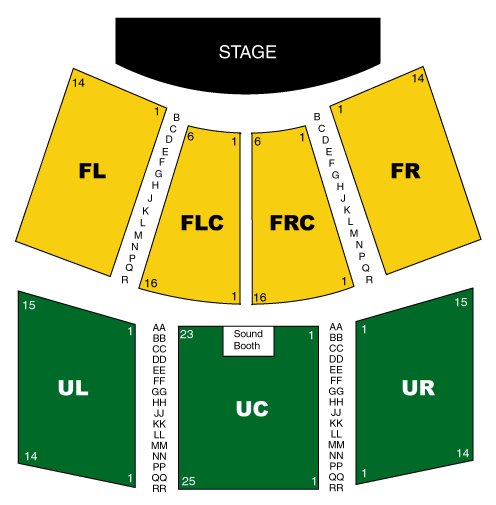 STAGE
14
1
FL
B
C
D
E
F
G
H
J
K
L
M
N
P
Q
R
6 1
FLC
16 1
6 1
FRC
16 1
B
C
D
E
F
G
H
J
K
L
M
N
P
Q
R
14
1
FR
15
1
UL
14
1
AA
BB
CC
DD
EE
FF
GG
HH
JJ
KK
LL
MM
NN
PP
QQ
RR
23 1
Sound
Booth
UC
25 1
AA
BB
CC
DD
EE
FF
GG
HH
JJ
KK
LL
MM
NN
PP
QQ
RR
15
1
UR
14
1